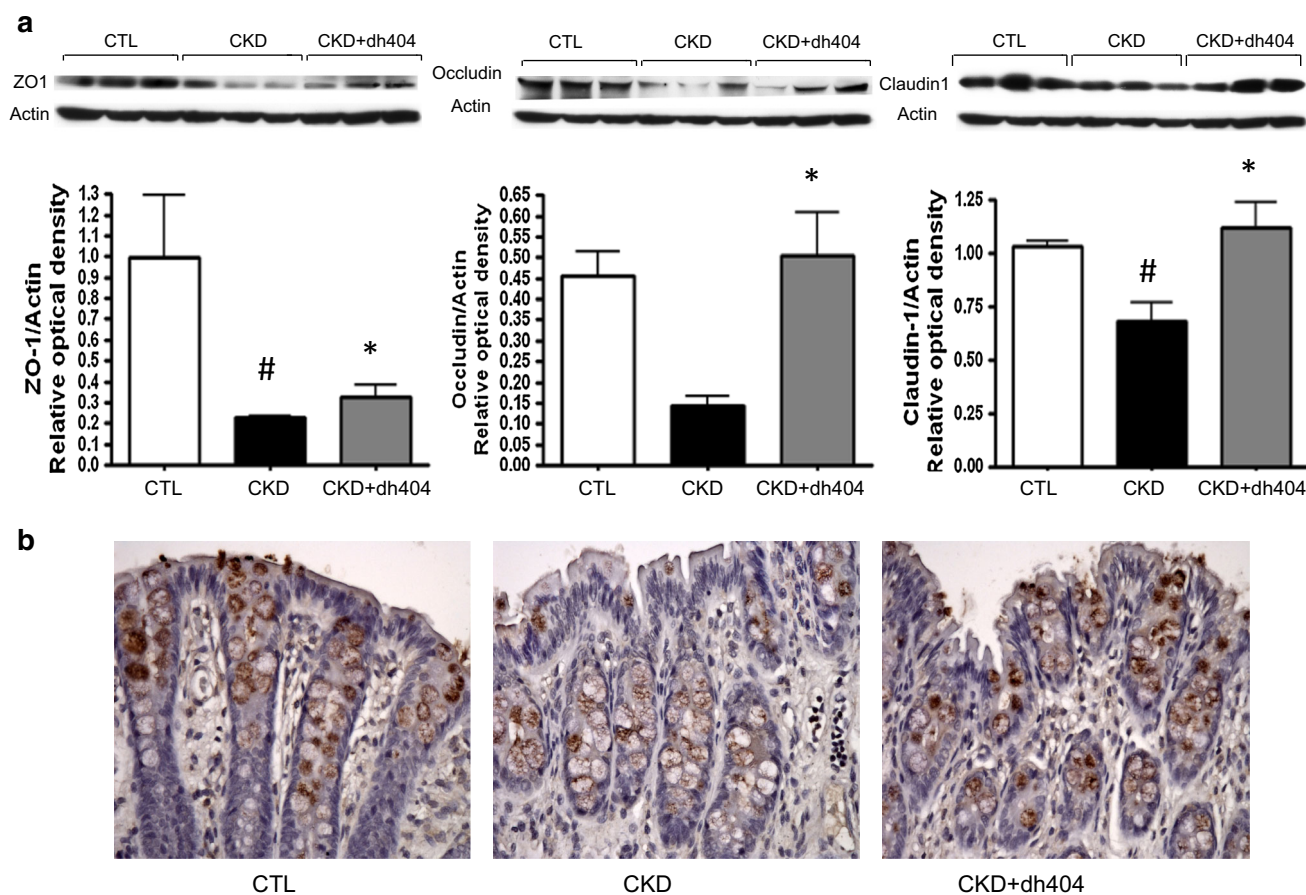 a
CTL CKD CKD+dh404
ZO1
Actin
CTL CKD CKD+dh404
Occludin
Actin
CTL CKD CKD+dh404
Claudin1
Actin
ZO-1/Actin
Relative optical density
1.3
1.2
1.1
1.0
0.9
0.8
0.7
0.6
0.5
0.4
0.3
0.2
0.1
0.0
# *
CTL CKD CKD+dh404
Occludin/Actin
Relative optical density
0.65
0.60
0.55
0.50
0.45
0.40
0.35
0.30
0.25
0.20
0.15
0.10
0.05
0.00
*
CTL CKD CKD+dh404
Claudin-1/Actin
Relative optical density
1.25
1.00
0.75
0.50
0.25
0.00
# *
CTL CKD CKD+dh404
b
CTL CKD CKD+dh404